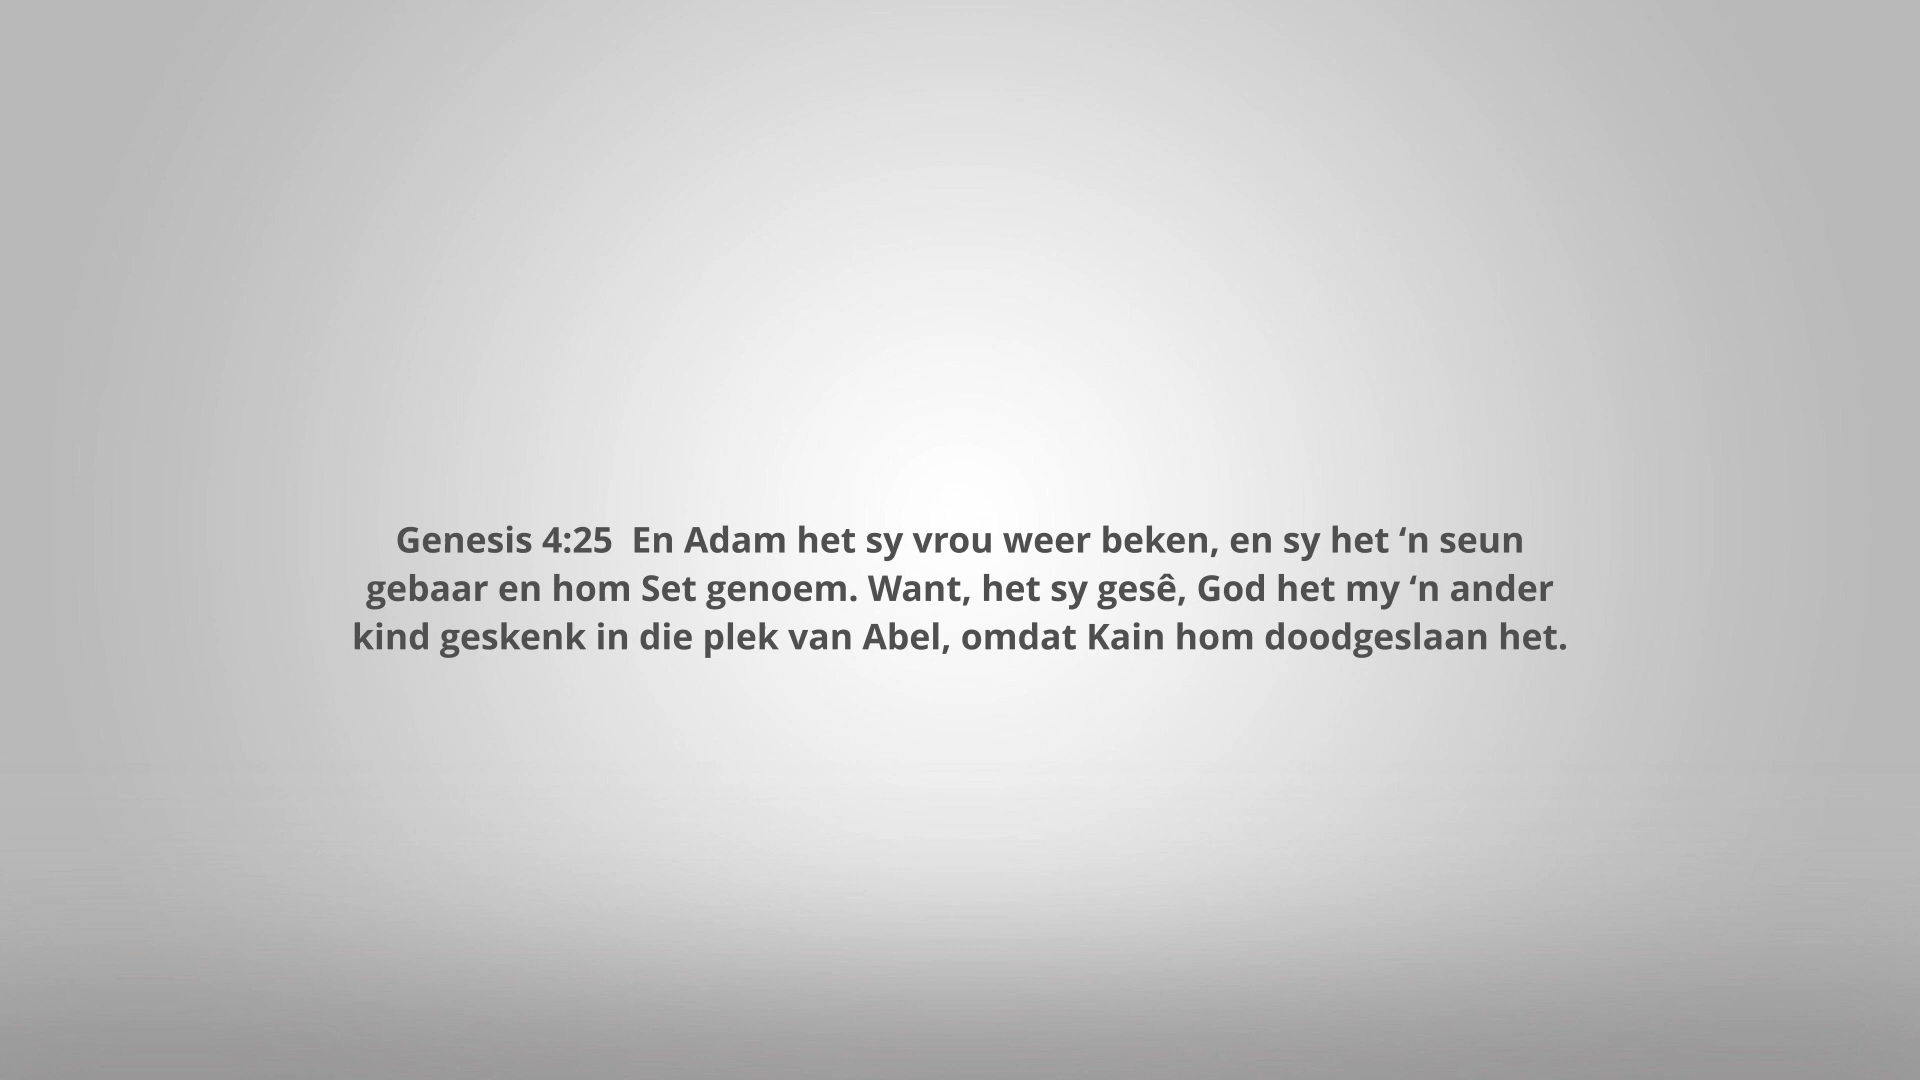 Genesis 4:25  En Adam het sy vrou weer beken, en sy het ‘n seun
gebaar en hom Set genoem. Want, het sy gesê, God het my ‘n ander
kind geskenk in die plek van Abel, omdat Kain hom doodgeslaan het.